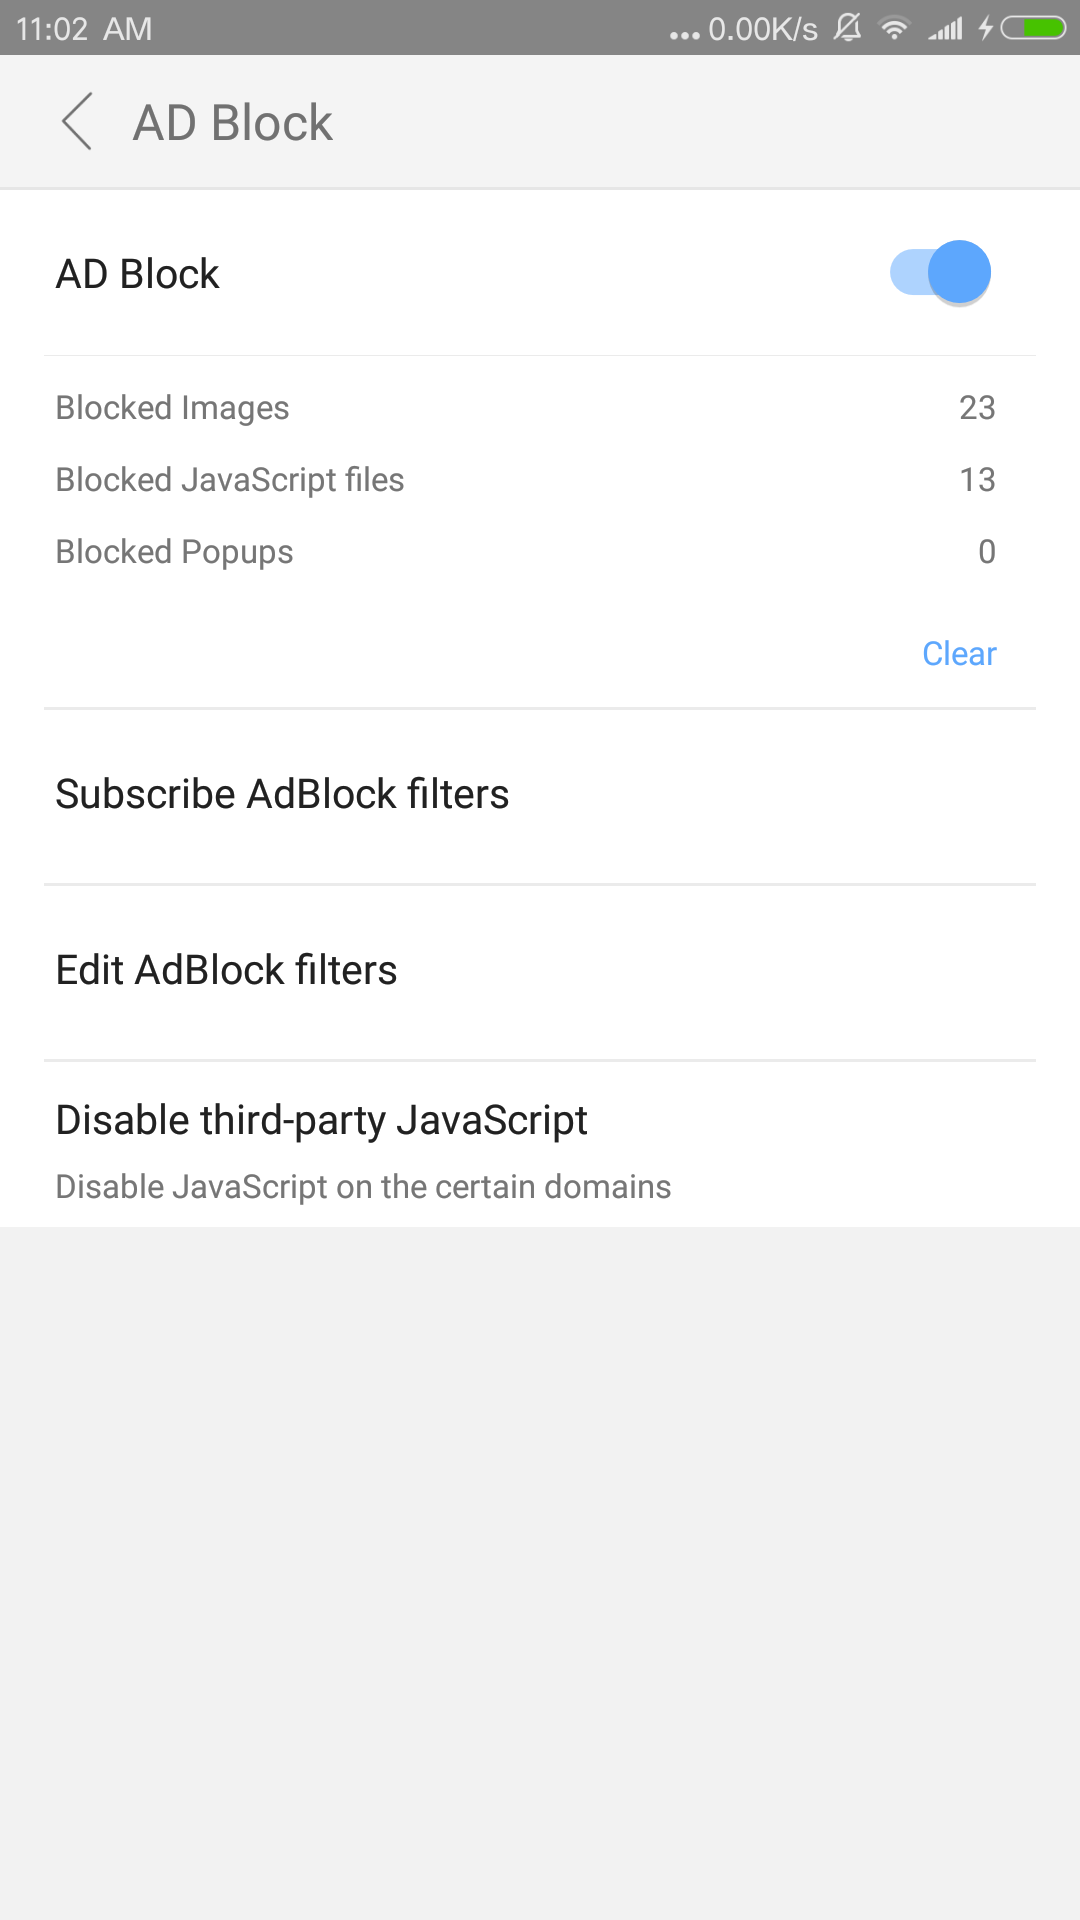 11:02 AM
... 0.00K/s
AD Block
AD Block
Blocked Images 23
Blocked JavaScript files 13
Blocked Popups 0
Clear
Subscribe AdBlock filters
Edit AdBlock filters
Disable third-party JavaScript
Disable JavaScript on the certain domains